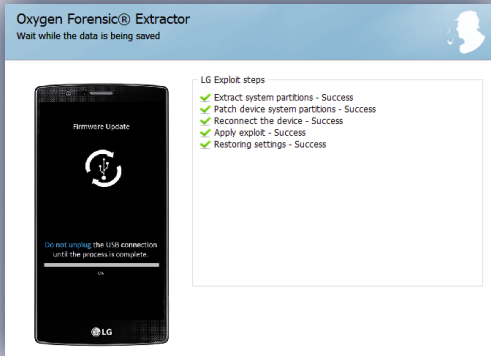 Oxygen Forensic® Extractor
Wait while the data is being saved
LG Exploit steps
Extract system partitions - Success
Patch device system partitions - Success
Reconnect the device - Success
Apply exploit - Success
Restoring settings - Success
Firmware Update
Do not unplug the USB connection
until the process is complete.
0%
LG